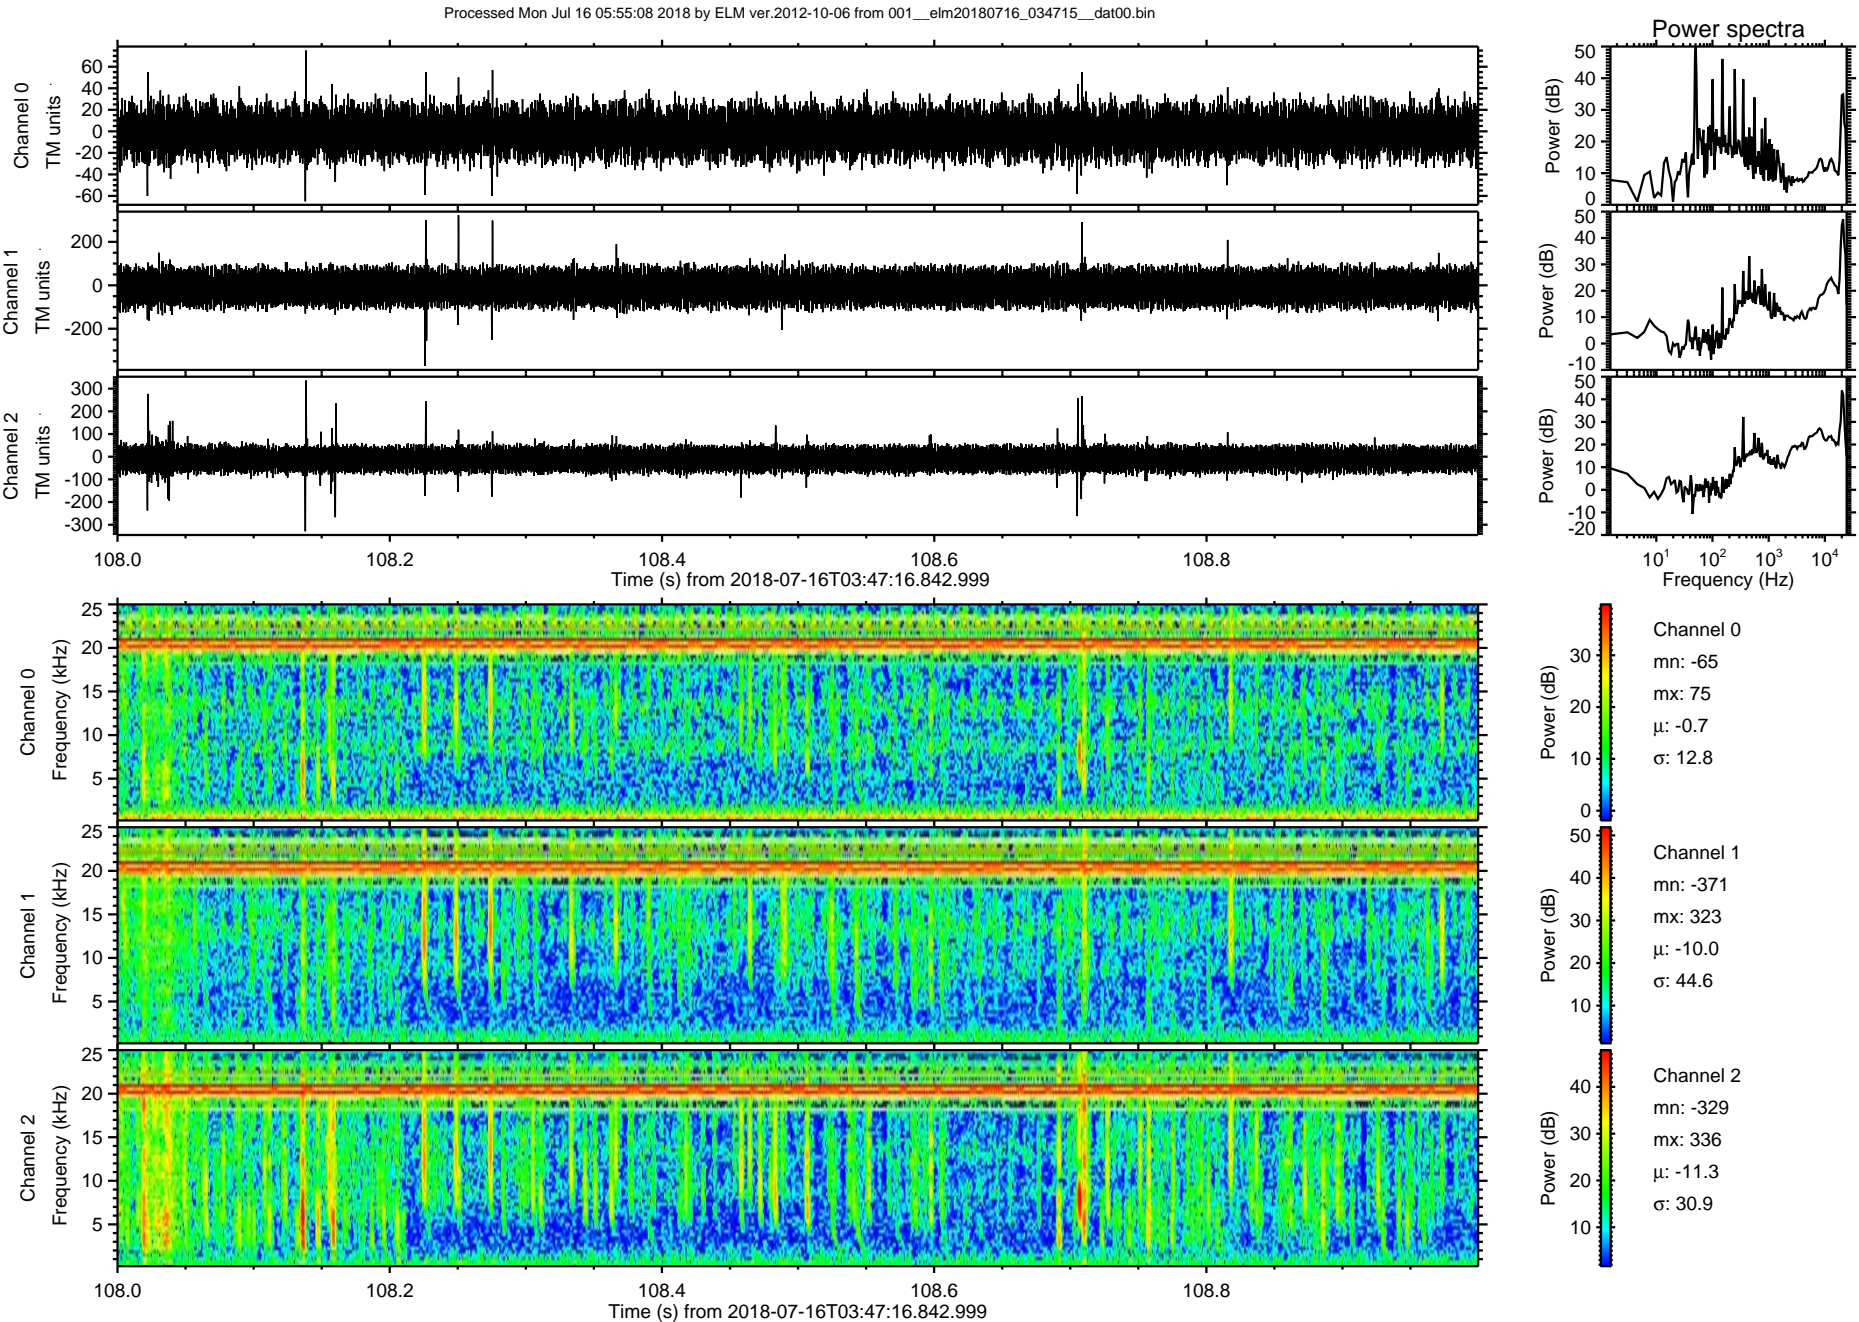 Processed Mon Jul 16 05:55:08 2018 by ELM ver.2012-10-06 from 001__elm20180716_034715__dat00.bin
Power spectra
Channel 0
TM units
60
40
20
0
-20
-40
-60
Power (dB)
50
40
30
20
10
0
Channel 1
TM units
200
0
-200
Power (dB)
50
40
30
20
10
0
-10
Channel 2
TM units
300
200
100
0
-100
-200
-300
Power (dB)
50
40
30
20
10
0
-10
-20
108.0
108.2
108.4
108.6
108.8
Time (s) from 2018-07-16T03:47:16.842.999
10¹
10²
10³
10⁴
Frequency (Hz)
Channel 0
Frequency (kHz)
25
20
15
10
5
Power (dB)
30
20
10
0
Channel 0
mn: -65
mx: 75
µ: -0.7
σ: 12.8
Channel 1
Frequency (kHz)
25
20
15
10
5
Power (dB)
50
40
30
20
10
Channel 1
mn: -371
mx: 323
µ: -10.0
σ: 44.6
Channel 2
Frequency (kHz)
25
20
15
10
5
Power (dB)
40
30
20
10
Channel 2
mn: -329
mx: 336
µ: -11.3
σ: 30.9
108.0
108.2
108.4
108.6
108.8
Time (s) from 2018-07-16T03:47:16.842.999